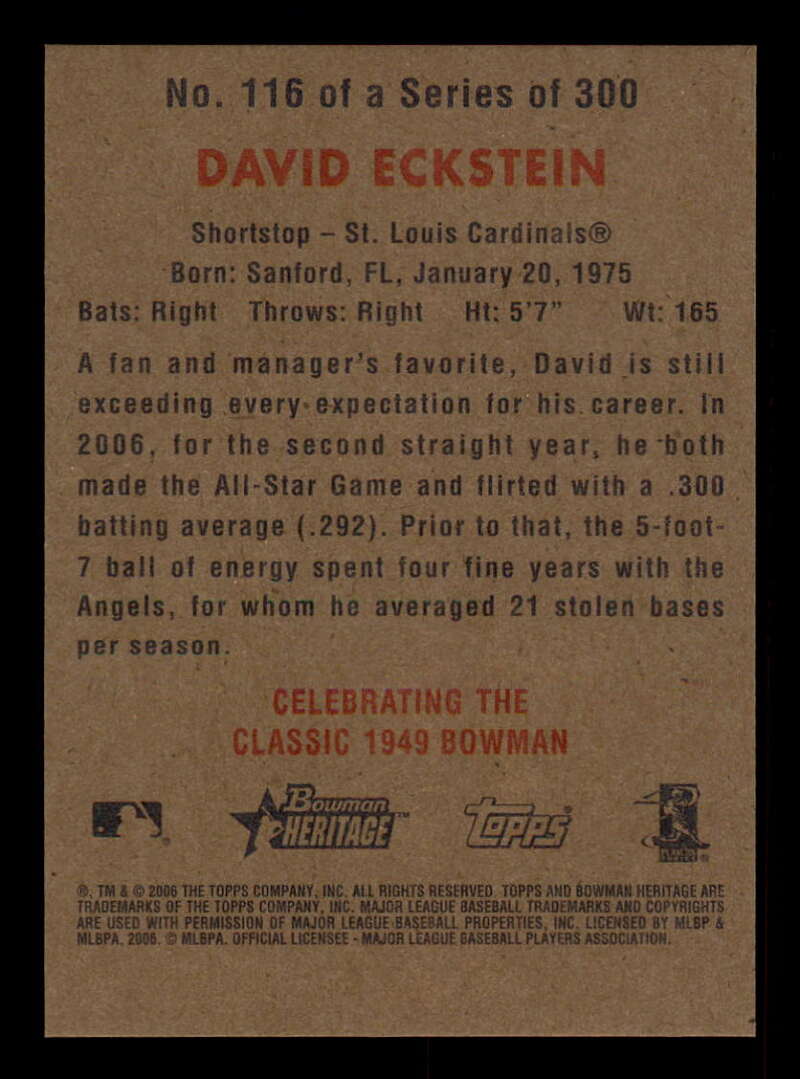 No. 116 of a Series of 300
DAVID ECKSTEIN
Shortstop – St. Louis Cardinals®
Born: Sanford, FL, January 20, 1975
Bats: Right Throws: Right Ht: 5'7" Wt: 165
A fan and manager's favorite, David is still
exceeding every expectation for his career. In
2006, for the second straight year, he both
made the All-Star Game and flirted with a .300
batting average (.292). Prior to that, the 5-foot-
7 ball of energy spent four fine years with the
Angels, for whom he averaged 21 stolen bases
per season.
CELEBRATING THE
CLASSIC 1949 BOWMAN
Bowman HERITAGE™ TOPPS®
®, TM & © 2006 THE TOPPS COMPANY, INC. ALL RIGHTS RESERVED. TOPPS AND BOWMAN HERITAGE ARE
TRADEMARKS OF THE TOPPS COMPANY, INC. MAJOR LEAGUE BASEBALL TRADEMARKS AND COPYRIGHTS
ARE USED WITH PERMISSION OF MAJOR LEAGUE BASEBALL PROPERTIES, INC. LICENSED BY MLBP &
MLBPA. 2006. © MLBPA. OFFICIAL LICENSEE - MAJOR LEAGUE BASEBALL PLAYERS ASSOCIATION.